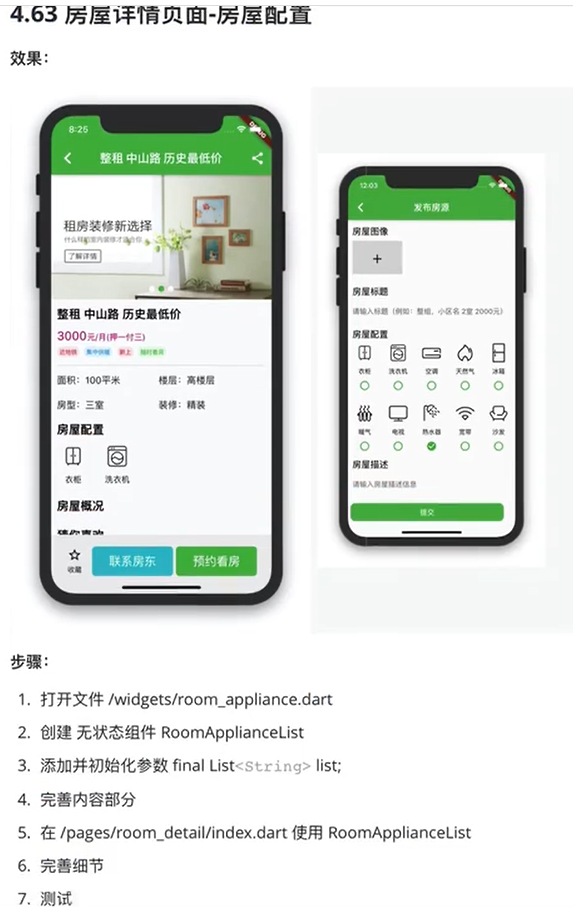 4.63 房屋详情页面-房屋配置
效果：
8:25
整租 中山路 历史最低价
租房装修新选择
了解详情
整租 中山路 历史最低价
3000元/月(押一付三)
近地铁 集中供暖 新上 随时看房
面积：100平米 楼层：高楼层
房型：三室 装修：精装
房屋配置
衣柜 洗衣机
房屋概况
猜你喜欢
收藏 联系房东 预约看房
12:03
发布房源
房屋图像
+
房屋标题
请输入标题（例如：整组，小区名 2室 2000元）
房屋配置
衣柜 洗衣机 空调 天然气 冰箱
暖气 电视 热水器 宽带 沙发
房屋描述
请输入房屋描述信息
提交
步骤：
1. 打开文件 /widgets/room_appliance.dart
2. 创建 无状态组件 RoomApplianceList
3. 添加并初始化参数 final List<String> list;
4. 完善内容部分
5. 在 /pages/room_detail/index.dart 使用 RoomApplianceList
6. 完善细节
7. 测试